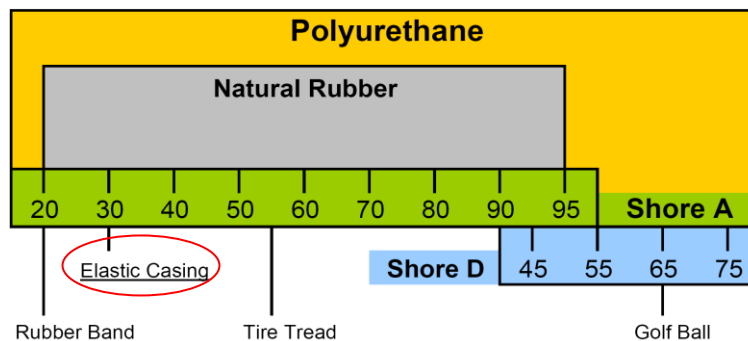 Polyurethane
Natural Rubber
20 30 40 50 60 70 80 90 95 Shore A
Elastic Casing Shore D 45 55 65 75
Rubber Band Tire Tread Golf Ball